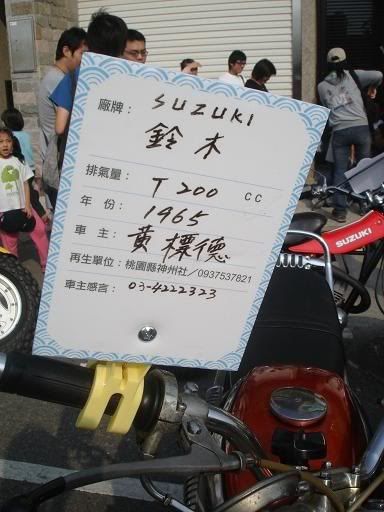 廠牌： SUZUKI
鈴木
排氣量： T200 CC
年份： 1965
車主： 黃標德
再生單位：桃園縣神州社／0937537821
車主感言： 03-4222323
SUZUKI